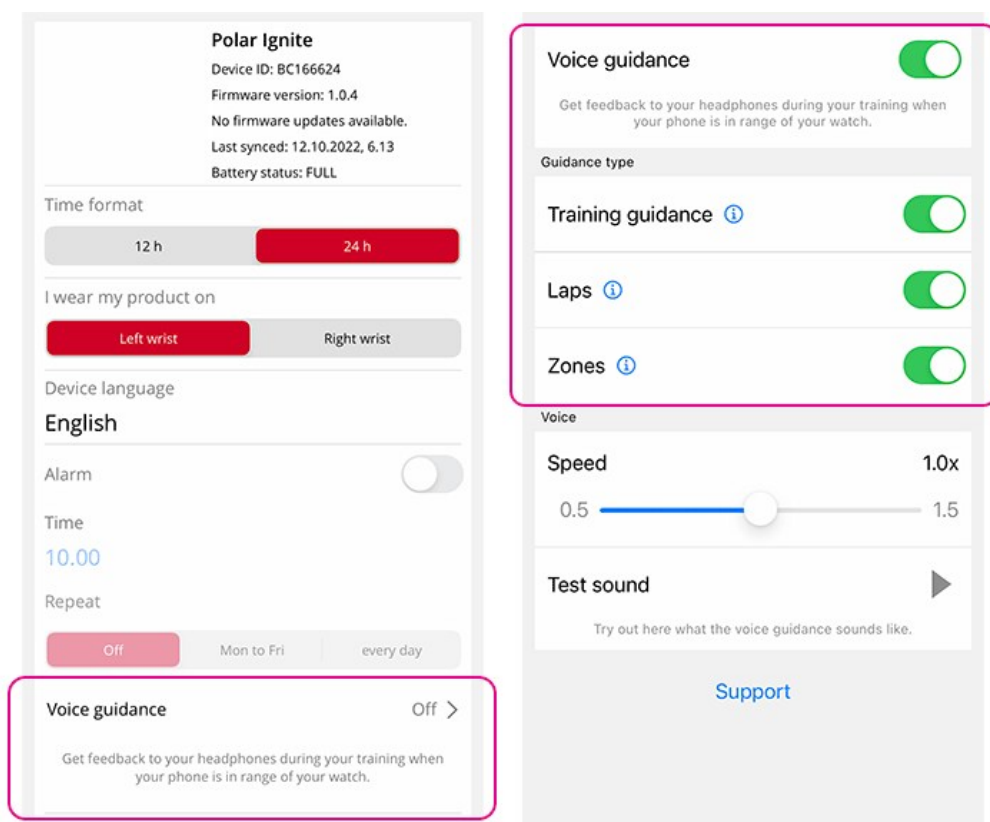 Polar Ignite
Device ID: BC166624
Firmware version: 1.0.4
No firmware updates available.
Last synced: 12.10.2022, 6.13
Battery status: FULL
Time format
12 h
24 h
I wear my product on
Left wrist
Right wrist
Device language
English
Alarm
Time
10.00
Repeat
Off
Mon to Fri
every day
Voice guidance
Off
Get feedback to your headphones during your training when
your phone is in range of your watch.
Voice guidance
Get feedback to your headphones during your training when
your phone is in range of your watch.
Guidance type
Training guidance
Laps
Zones
Voice
Speed
1.0x
0.5
1.5
Test sound
Try out here what the voice guidance sounds like.
Support